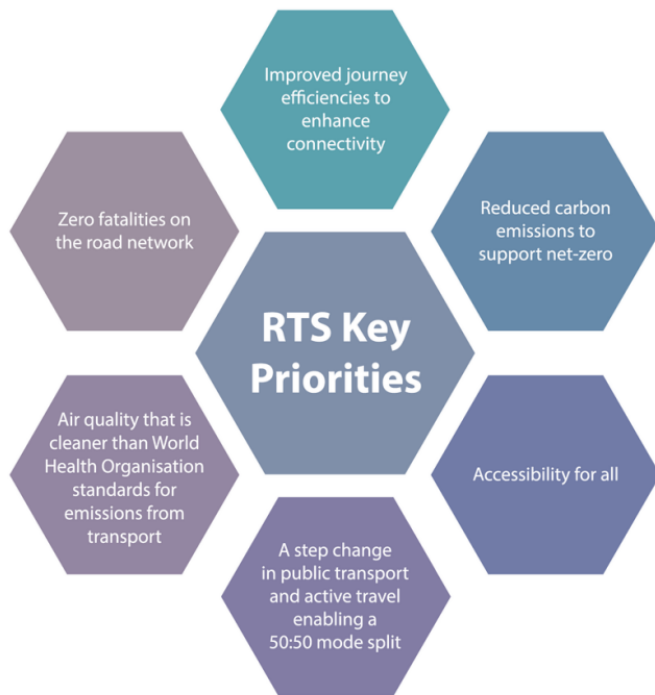 Improved journey
efficiencies to
enhance
connectivity
Zero fatalities on
the road network
Reduced carbon
emissions to
support net-zero
RTS Key
Priorities
Air quality that is
cleaner than World
Health Organisation
standards for
emissions from
transport
Accessibility for all
A step change
in public transport
and active travel
enabling a
50:50 mode split